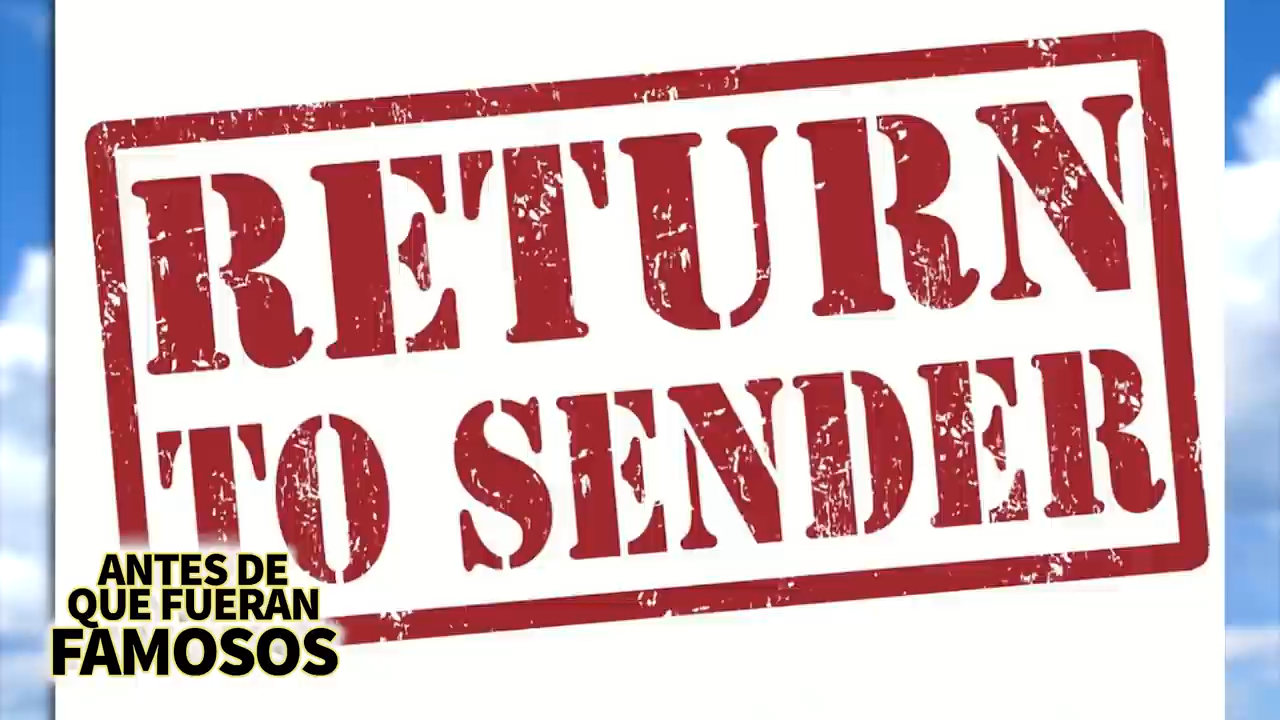 RETURN
TO SENDER
ANTES DE
QUE FUERAN
FAMOSOS